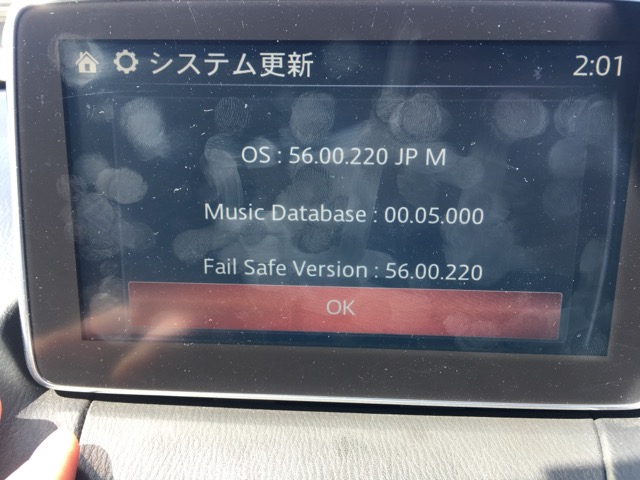 システム更新 2:01
OS : 56.00.220 JP M
Music Database : 00.05.000
Fail Safe Version : 56.00.220
OK